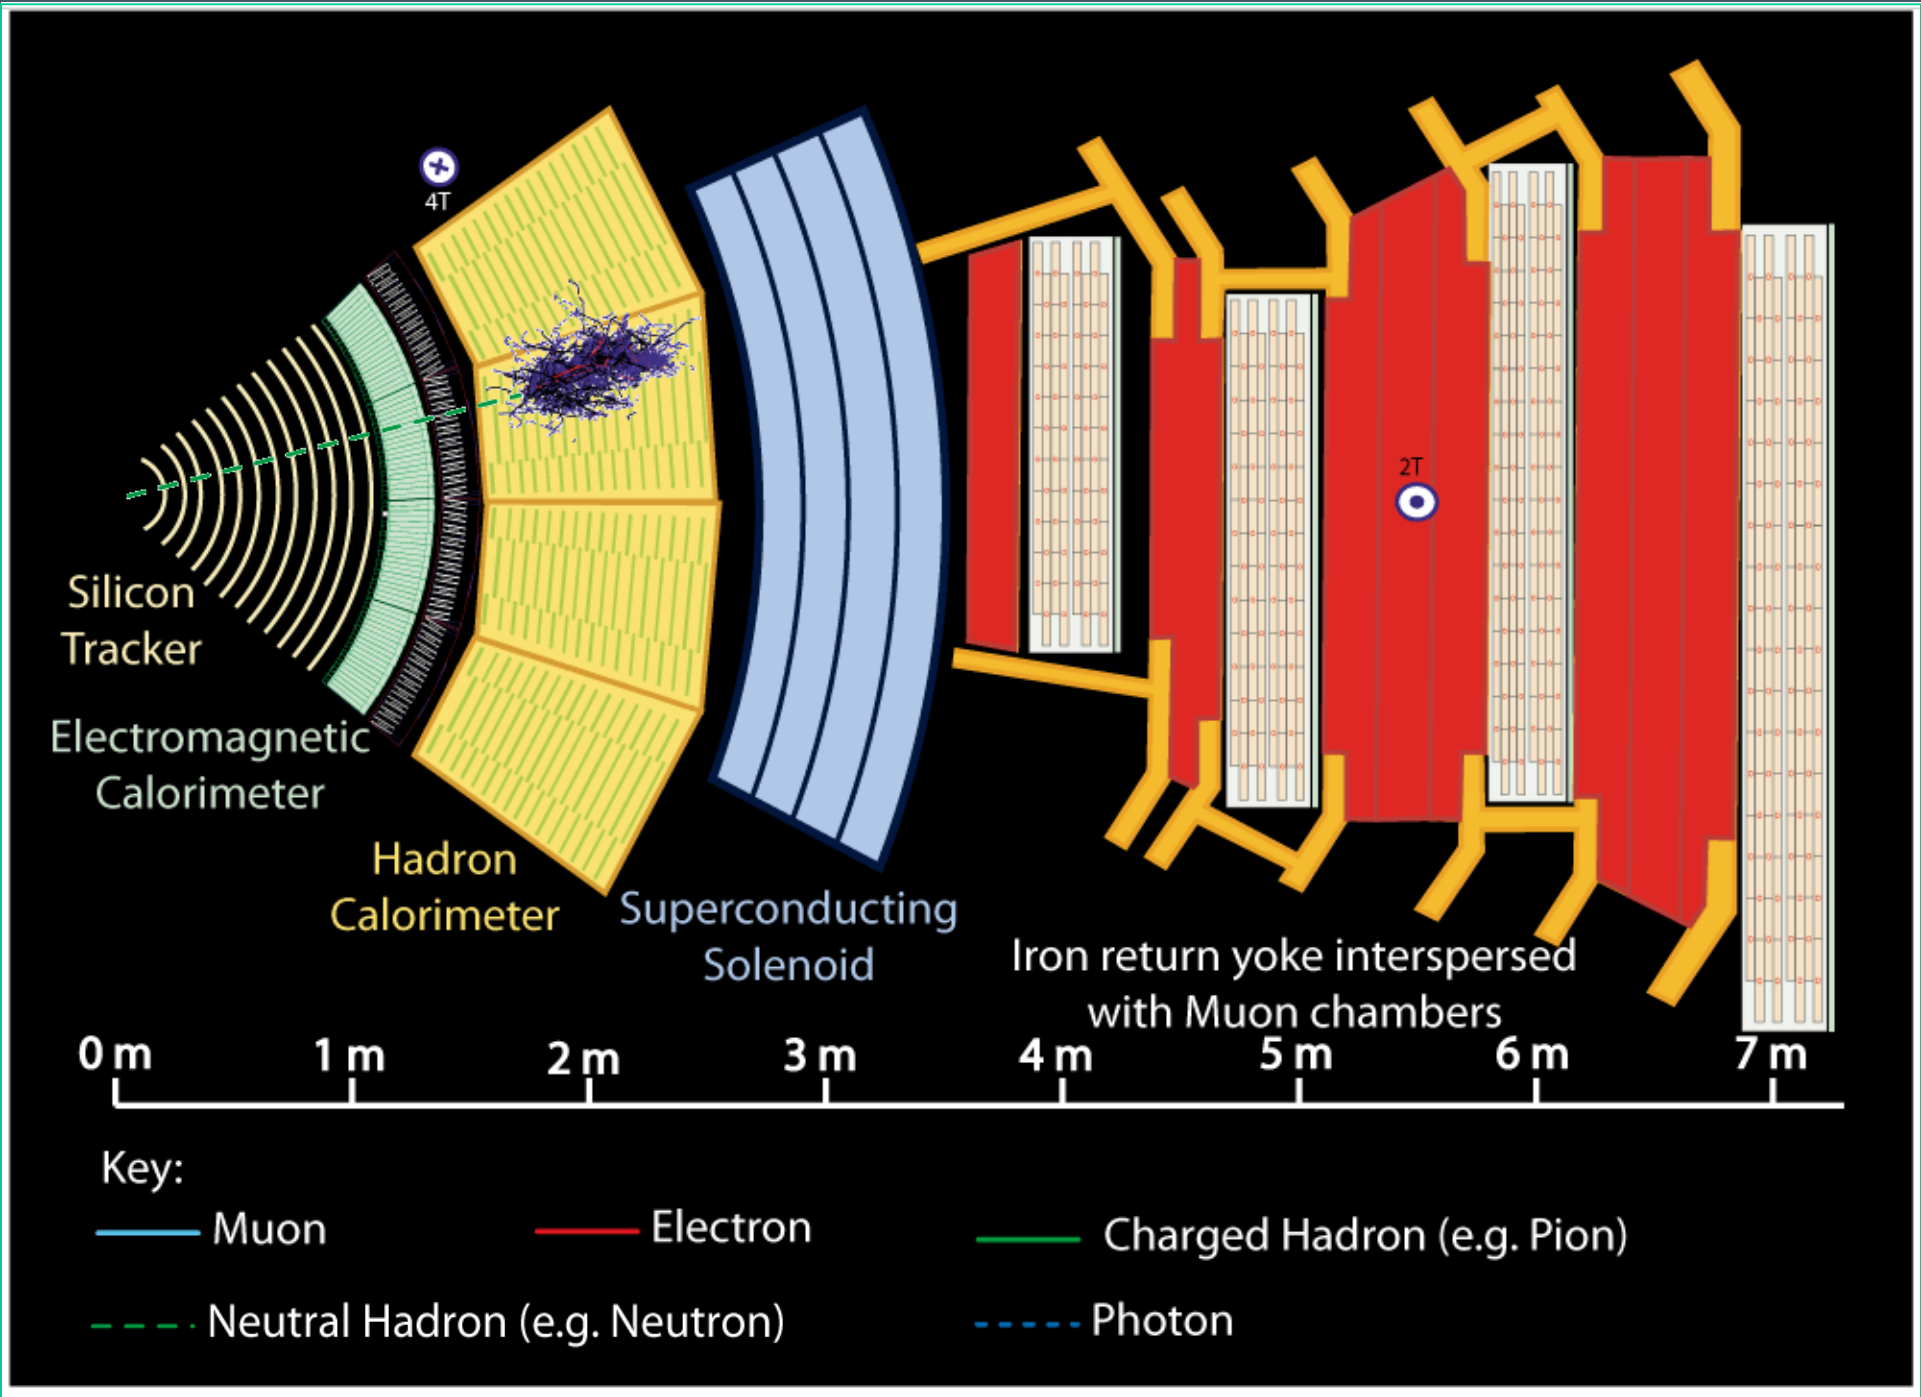 4T
2T
Silicon
Tracker
Electromagnetic
Calorimeter
Hadron
Calorimeter
Superconducting
Solenoid
Iron return yoke interspersed
with Muon chambers
0 m 1 m 2 m 3 m 4 m 5 m 6 m 7 m
Key:
Muon Electron Charged Hadron (e.g. Pion)
Neutral Hadron (e.g. Neutron) Photon